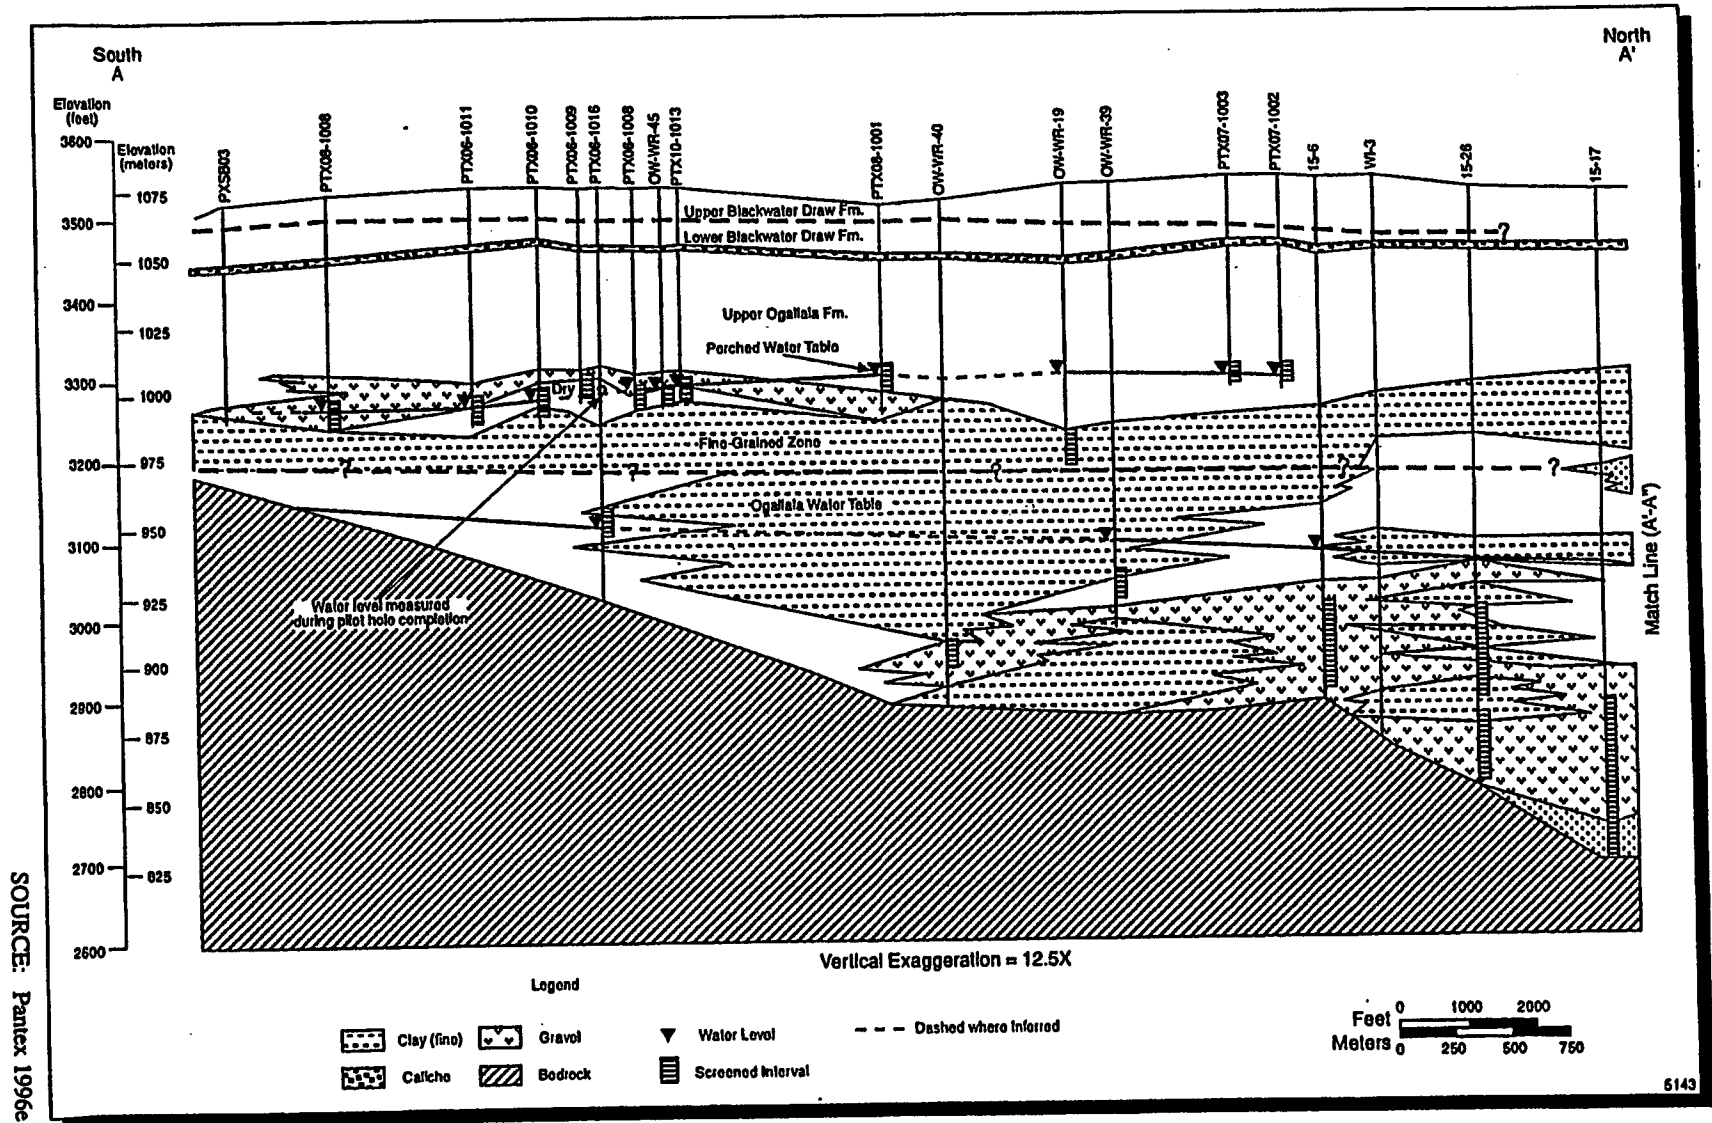 South
A
North
A'
Elevation
(feet)
Elevation
(meters)
3600
3500
3400
3300
3200
3100
3000
2900
2800
2700
2600
1075
1050
1025
1000
975
950
925
900
875
850
825
PXSB03
PTX08-1008
PTX06-1011
PTX06-1010
PTX06-1009
PTX06-1016
PTX06-1008
OW-WR-45
PTX10-1013
PTX08-1001
OW-WR-40
OW-WR-19
OW-WR-39
PTX07-1003
PTX07-1002
15-6
WI-3
15-26
15-17
Upper Blackwater Draw Fm.
Lower Blackwater Draw Fm.
?
Upper Ogallala Fm.
Perched Water Table
Dry
?
Fine-Grained Zone
? ? ? ? ?
Ogallala Water Table
Water level measured
during pilot hole completion
Match Line (A'-A")
Vertical Exaggeration = 12.5X
Legend
Clay (fine)
Gravel
Water Level
Dashed where Inferred
Caliche
Bedrock
Screened Interval
Feet 0 1000 2000
Meters 0 250 500 750
5143
SOURCE: Pantex 1996e